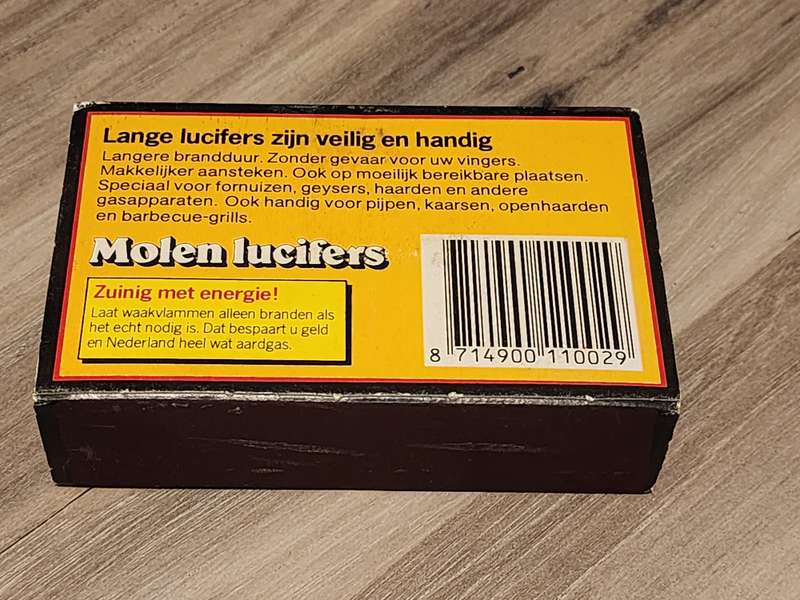 Lange lucifers zijn veilig en handig
Langere brandduur. Zonder gevaar voor uw vingers.
Makkelijker aansteken. Ook op moeilijk bereikbare plaatsen.
Speciaal voor fornuizen, geysers, haarden en andere
gasapparaten. Ook handig voor pijpen, kaarsen, openhaarden
en barbecue-grills.
Molen lucifers
Zuinig met energie!
Laat waakvlammen alleen branden als
het echt nodig is. Dat bespaart u geld
en Nederland heel wat aardgas.
8 714900 110029